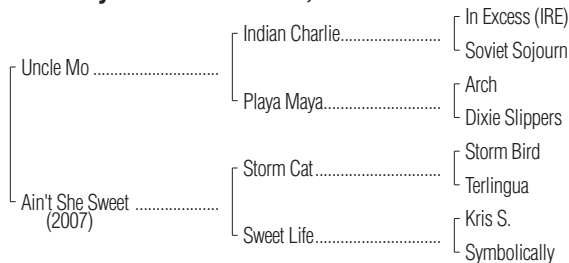 In Excess (IRE)
Indian Charlie....................
Soviet Sojourn
Uncle Mo ..........................
Arch
Playa Maya........................
Dixie Slippers
Storm Bird
Storm Cat..........................
Terlingua
Ain't She Sweet .................
(2007)
Kris S.
Sweet Life..........................
Symbolically